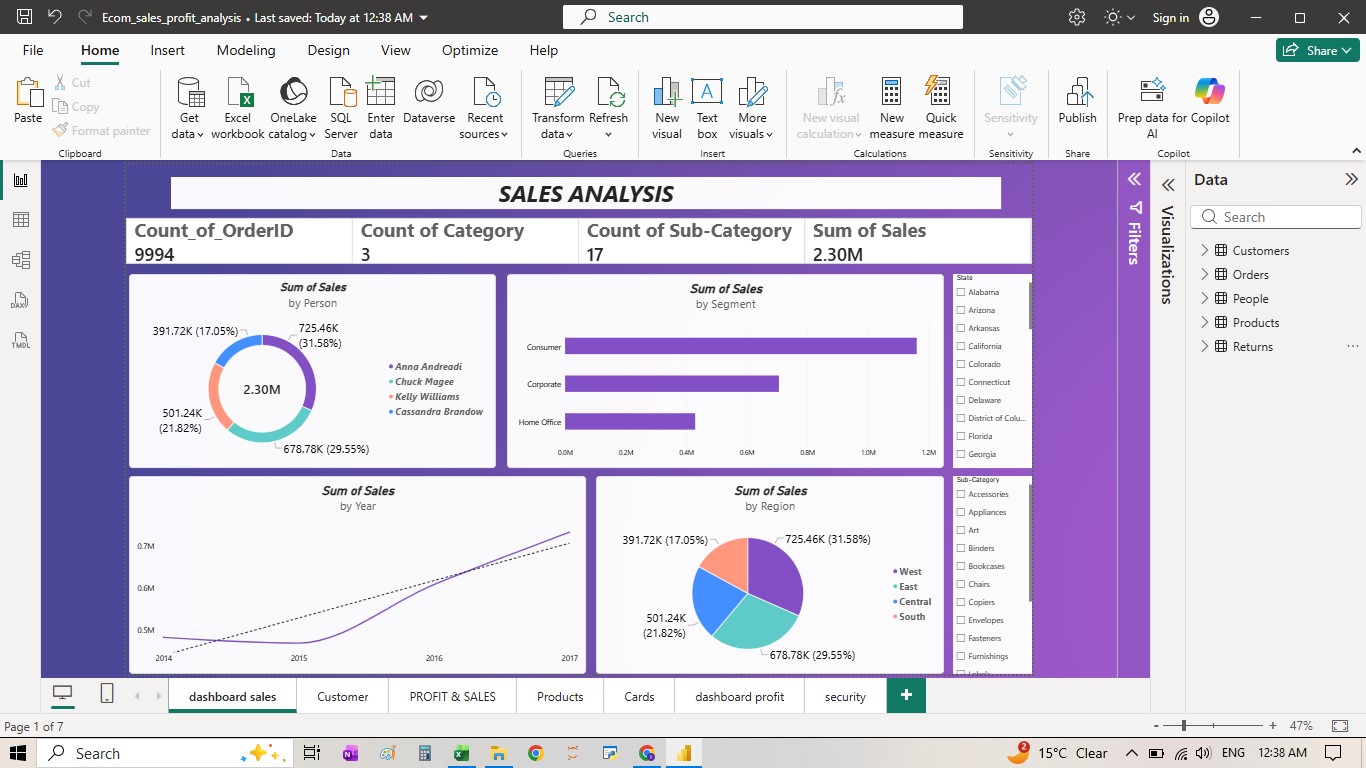 Ecom_sales_profit_analysis • Last saved: Today at 12:38 AM
Search
Sign in
File Home Insert Modeling Design View Optimize Help
Share
Paste
Cut
Copy
Format painter
Clipboard
Get data
Excel workbook
OneLake catalog
SQL Server
Enter data
Dataverse
Recent sources
Data
Transform data
Refresh
Queries
New visual
Text box
More visuals
Insert
New visual calculation
New measure
Quick measure
Calculations
Sensitivity
Sensitivity
Publish
Share
Prep data for AI
Copilot
Copilot
DAX
TMDL
SALES ANALYSIS
Count_of_OrderID
9994
Count of Category
3
Count of Sub-Category
17
Sum of Sales
2.30M
Sum of Sales
by Person
391.72K (17.05%)
725.46K
(31.58%)
2.30M
501.24K
(21.82%)
678.78K (29.55%)
Anna Andreadi
Chuck Magee
Kelly Williams
Cassandra Brandow
Sum of Sales
by Segment
Consumer
Corporate
Home Office
0.0M 0.2M 0.4M 0.6M 0.8M 1.0M 1.2M
State
Alabama
Arizona
Arkansas
California
Colorado
Connecticut
Delaware
District of Colu...
Florida
Georgia
Sum of Sales
by Year
0.7M
0.6M
0.5M
2014 2015 2016 2017
Sum of Sales
by Region
391.72K (17.05%)
725.46K (31.58%)
501.24K
(21.82%)
678.78K (29.55%)
West
East
Central
South
Sub-Category
Accessories
Appliances
Art
Binders
Bookcases
Chairs
Copiers
Envelopes
Fasteners
Furnishings
Labels
Filters
Visualizations
Data
Search
Customers
Orders
People
Products
Returns
dashboard sales
Customer
PROFIT & SALES
Products
Cards
dashboard profit
security
Page 1 of 7
- + 47%
Search
2
15°C Clear
ENG
12:38 AM